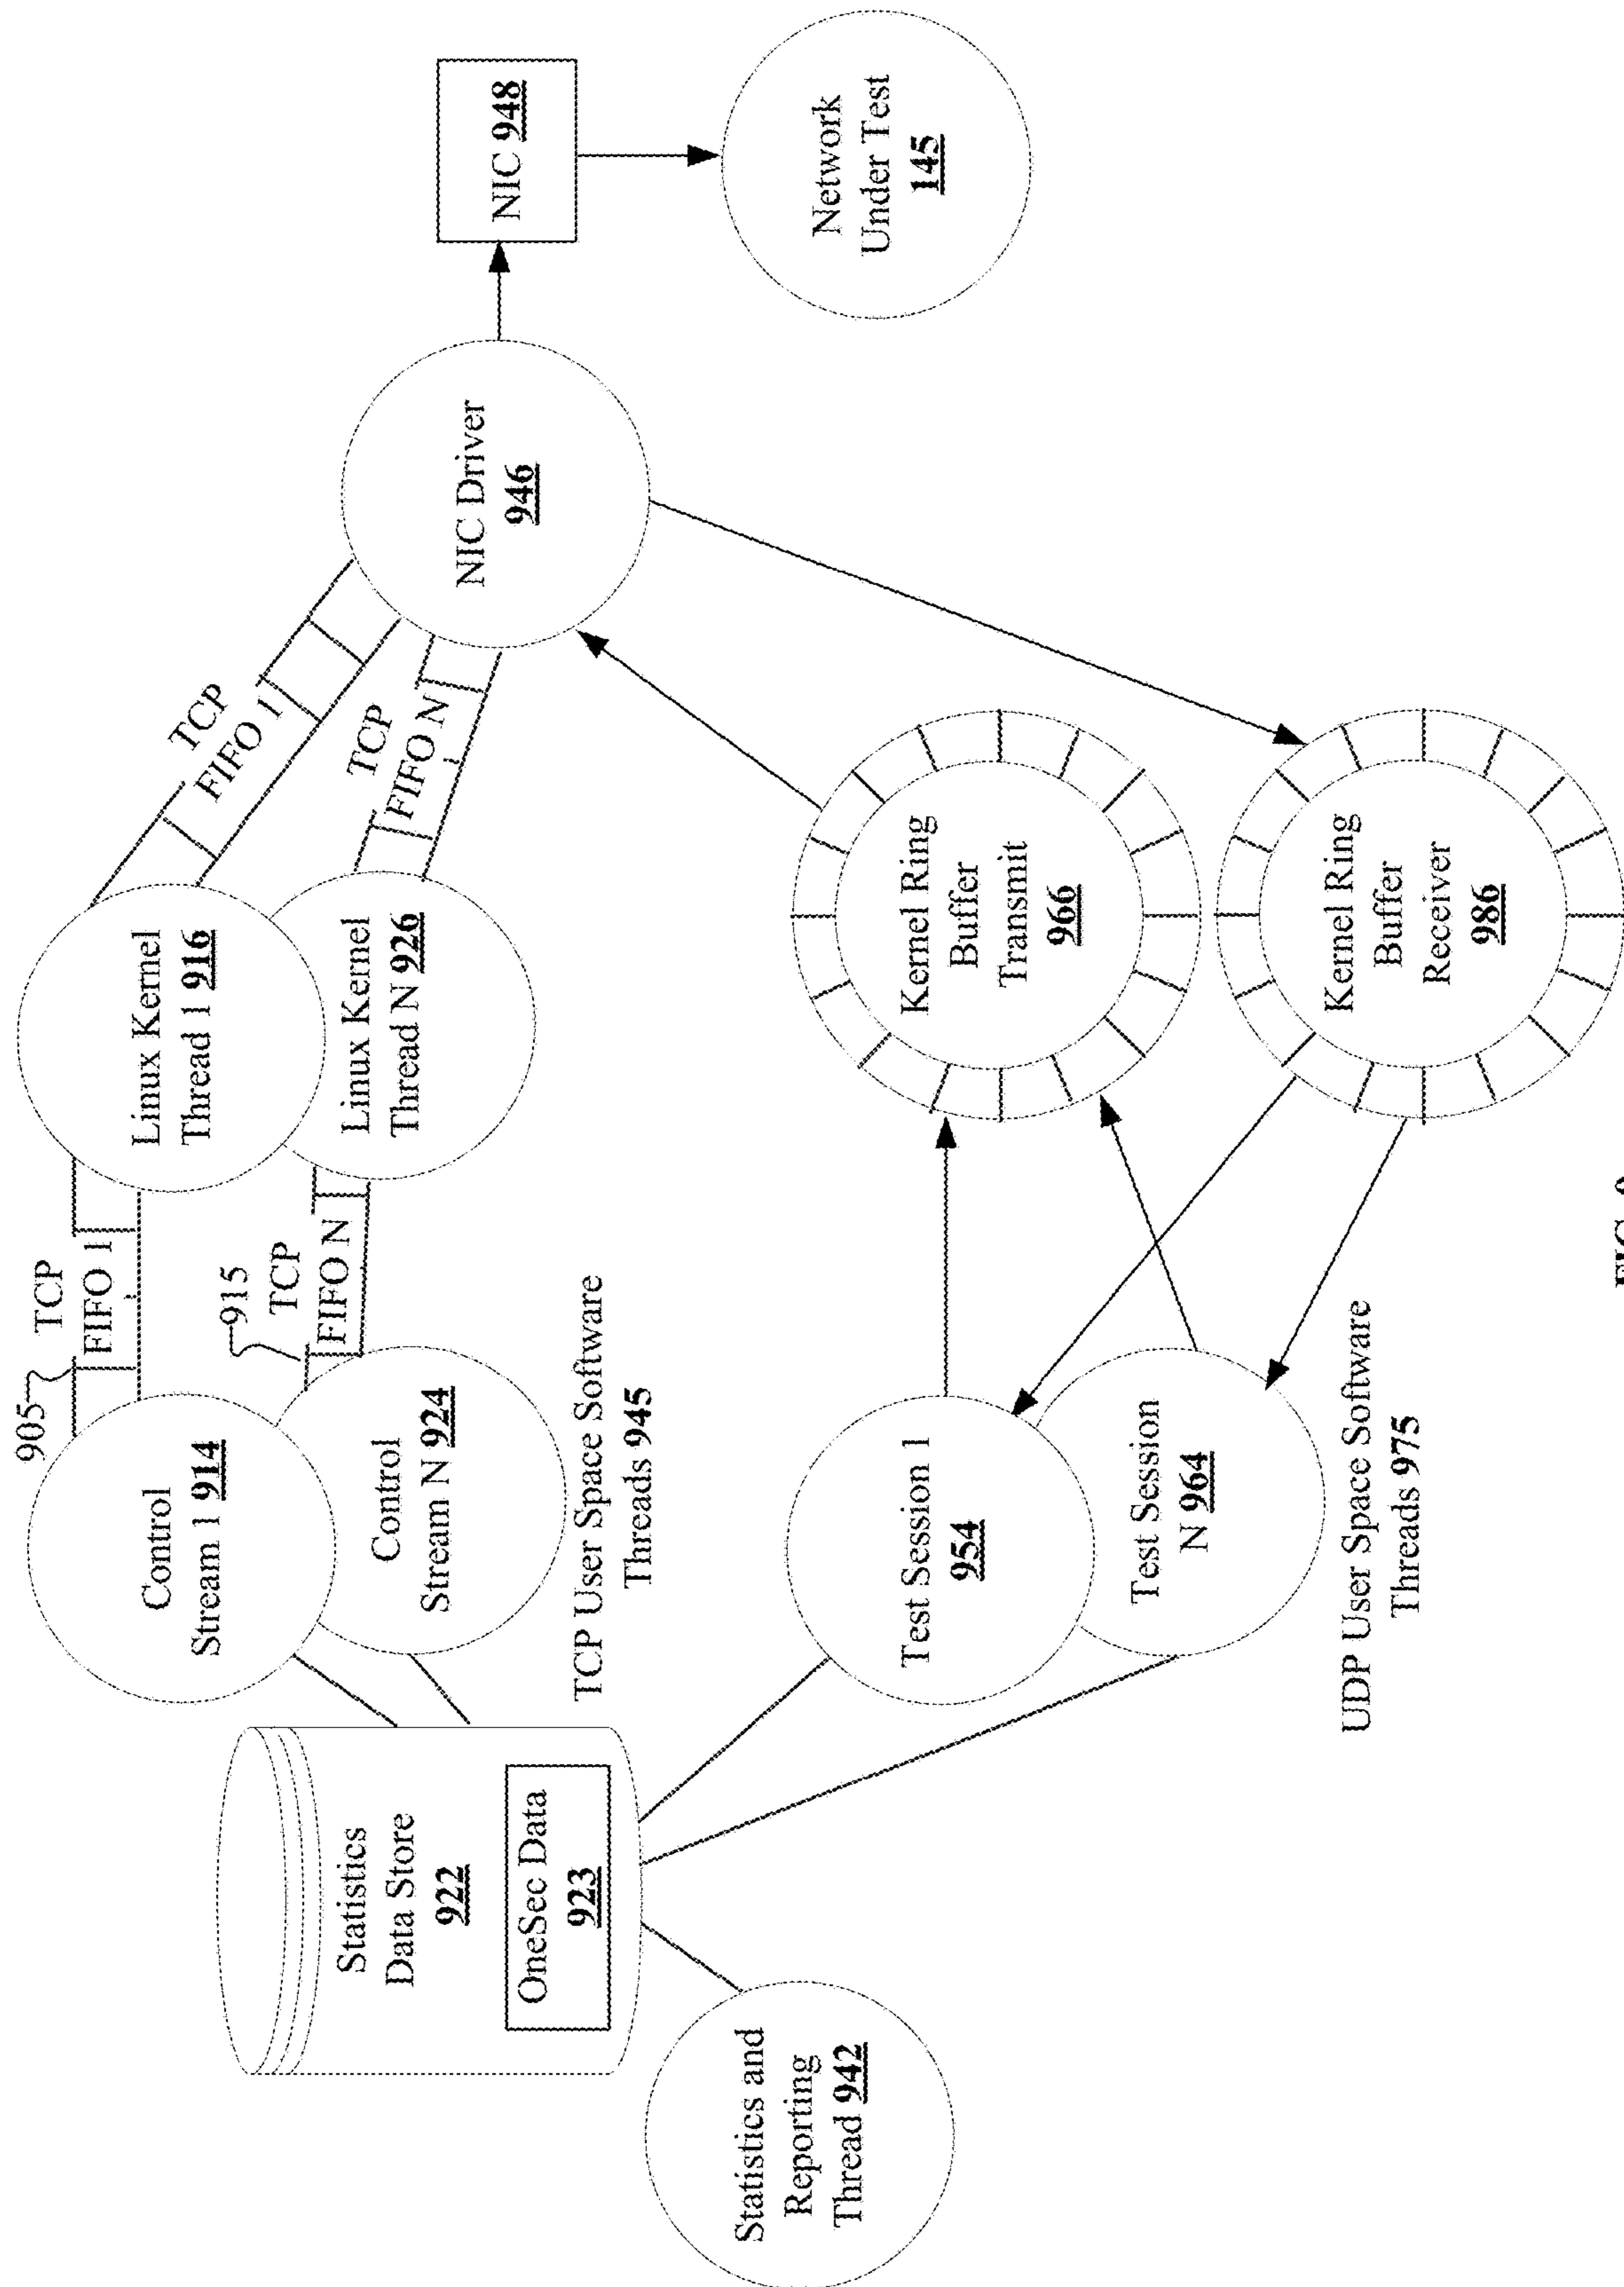 905
TCP
FIFO 1
Control
Stream 1 914
Linux Kernel
Thread 1 916
TCP
FIFO 1
915
TCP
FIFO N
Control
Stream N 924
Linux Kernel
Thread N 926
TCP
FIFO N
NIC Driver
946
NIC 948
Network
Under Test
145
Statistics
Data Store
922
OneSec Data
923
Statistics and
Reporting
Thread 942
TCP User Space Software
Threads 945
Test Session 1
954
Test Session
N 964
UDP User Space Software
Threads 975
Kernel Ring
Buffer
Transmit
966
Kernel Ring
Buffer
Receiver
986
FIG.